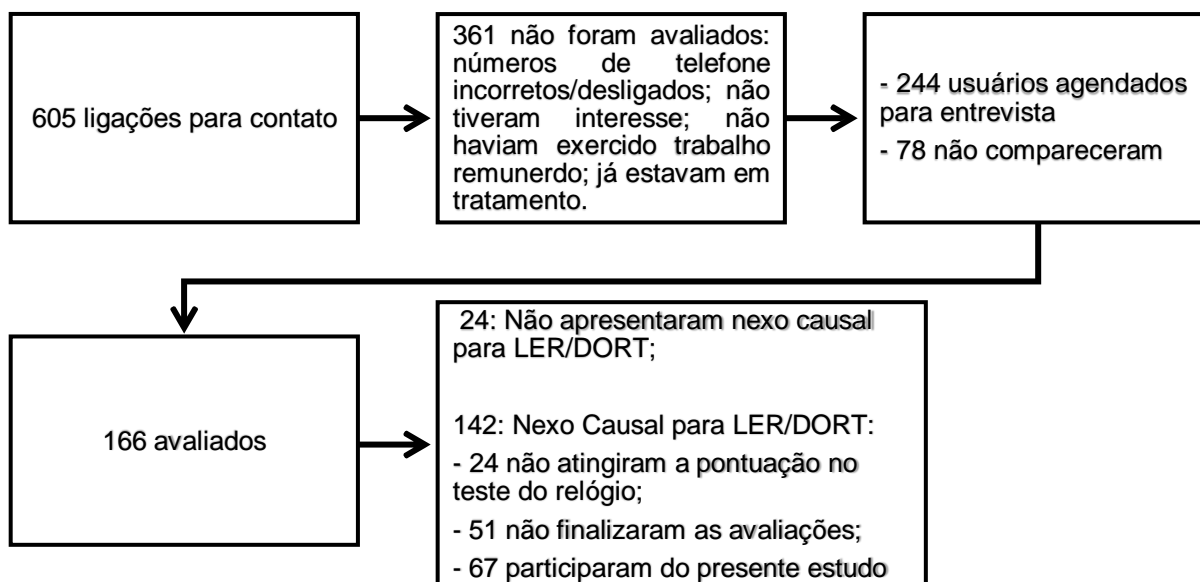 605 ligações para contato
361 não foram avaliados:
números de telefone
incorretos/desligados; não
tiveram interesse; não
haviam exercido trabalho
remunerdo; já estavam em
tratamento.
- 244 usuários agendados
para entrevista
- 78 não compareceram
166 avaliados
24: Não apresentaram nexo causal
para LER/DORT;
142: Nexo Causal para LER/DORT:
- 24 não atingiram a pontuação no
teste do relógio;
- 51 não finalizaram as avaliações;
- 67 participaram do presente estudo